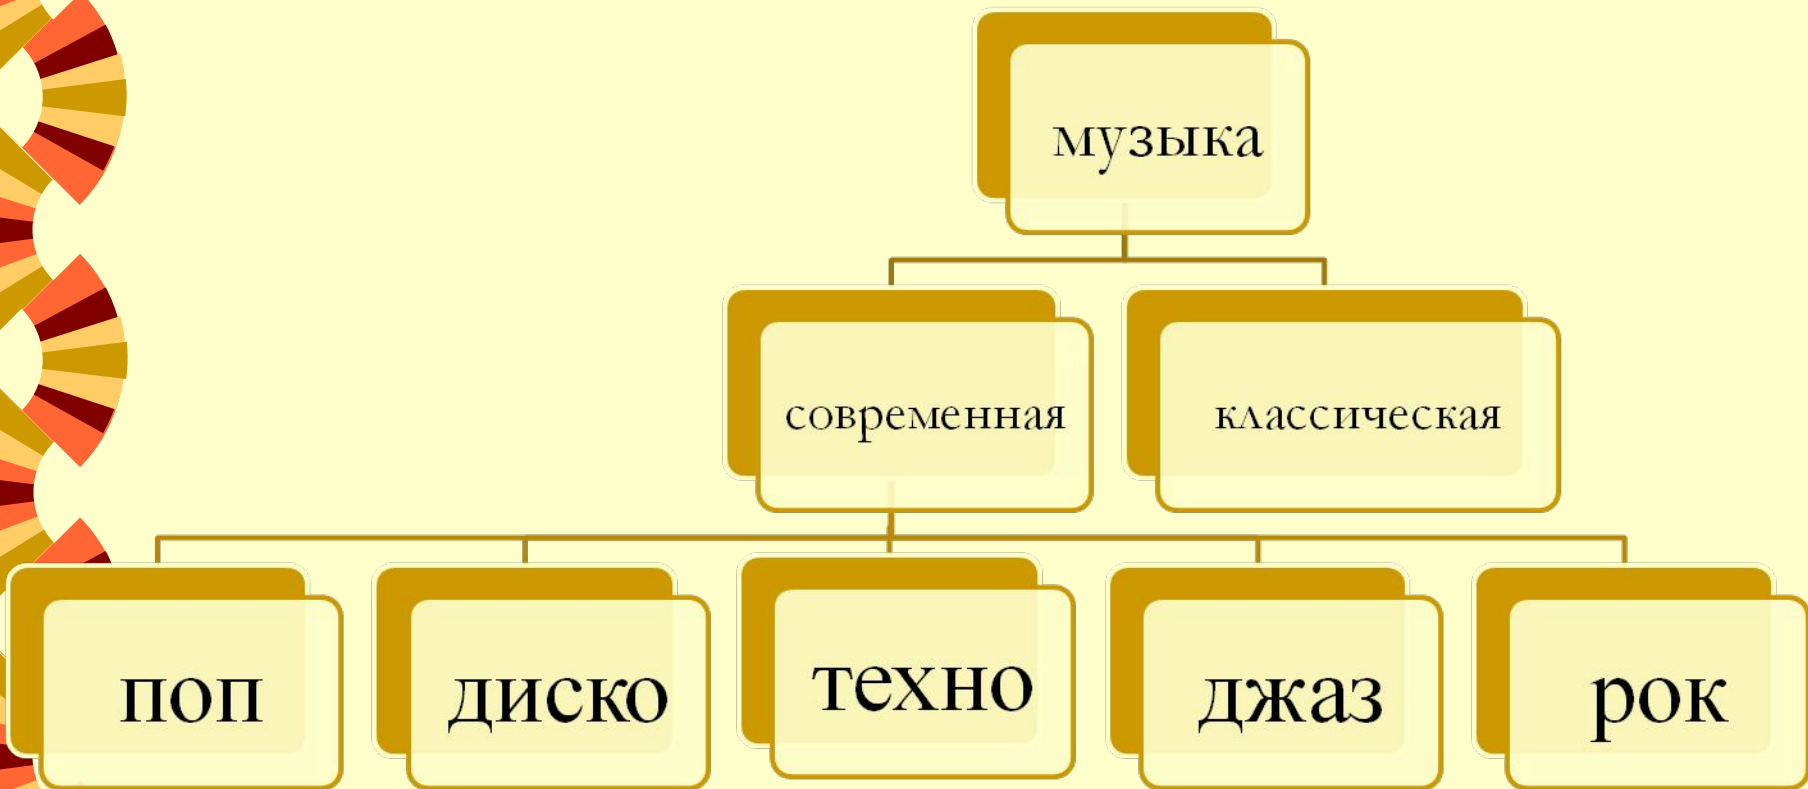 музыка
современная
классическая
поп
диско
техно
джаз
рок